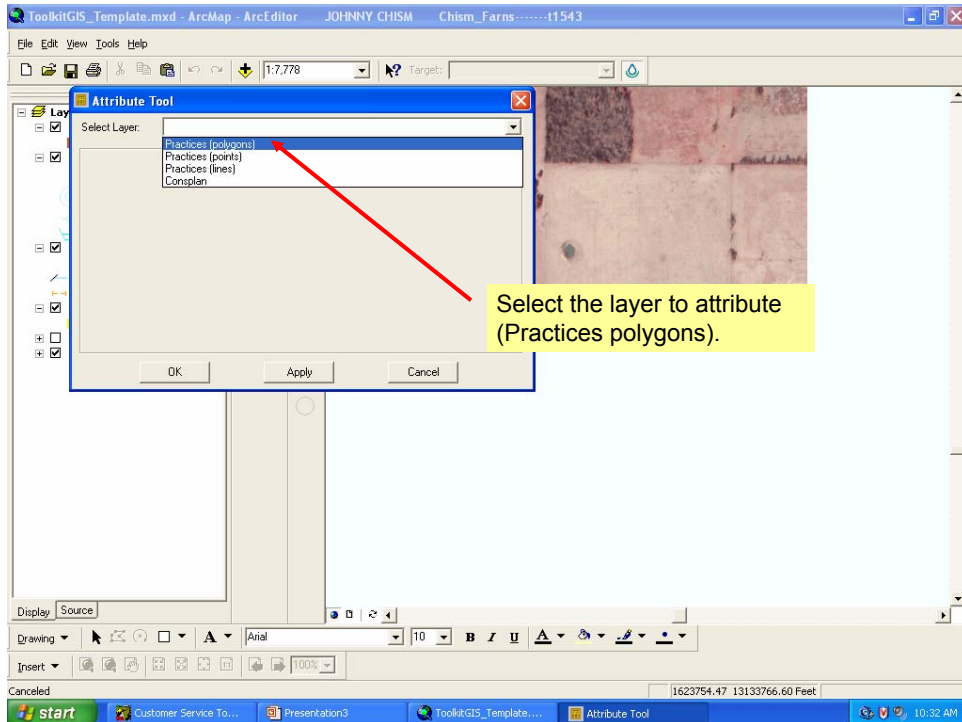 ToolkitGIS_Template.mxd - ArcMap - ArcEditor JOHNNY CHISM Chism_Farns-------t1543
File Edit View Tools Help
1:7,778 Target:
Attribute Tool
Lay
Select Layer:
Practices (polygons)
Practices (points)
Practices (lines)
Consplan
Select the layer to attribute
(Practices polygons).
OK Apply Cancel
Display Source
Drawing A Arial 10 B I U A
Insert 100%
Canceled 1623754.47 13133766.60 Feet
start Customer Service To... Presentation3 ToolkitGIS_Template.... Attribute Tool 10:32 AM